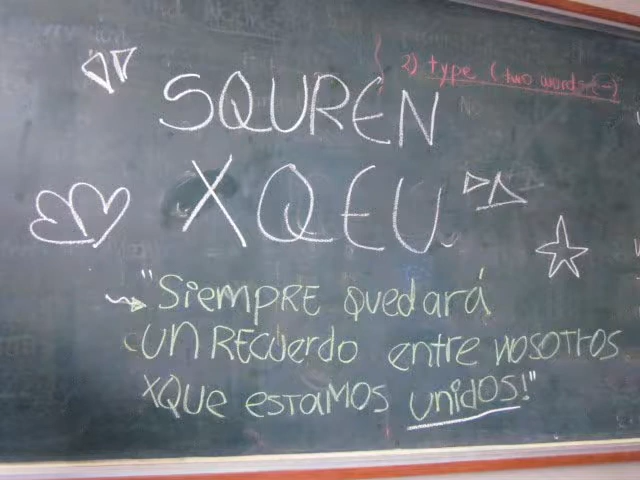 2) type (two words (-)
"SQUREN
XQEU"
"SiEMPRE quedará
UN RECuerdo entre NOSOTROS
XQue esTAMOS UNIDOS!"